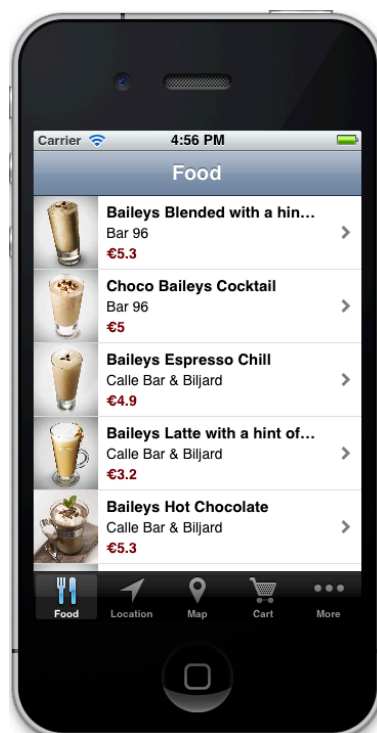 Carrier 4:56 PM
Food
Baileys Blended with a hin...
Bar 96
€5.3
Choco Baileys Cocktail
Bar 96
€5
Baileys Espresso Chill
Calle Bar & Biljard
€4.9
Baileys Latte with a hint of...
Calle Bar & Biljard
€3.2
Baileys Hot Chocolate
Calle Bar & Biljard
€5.3
Food Location Map Cart More